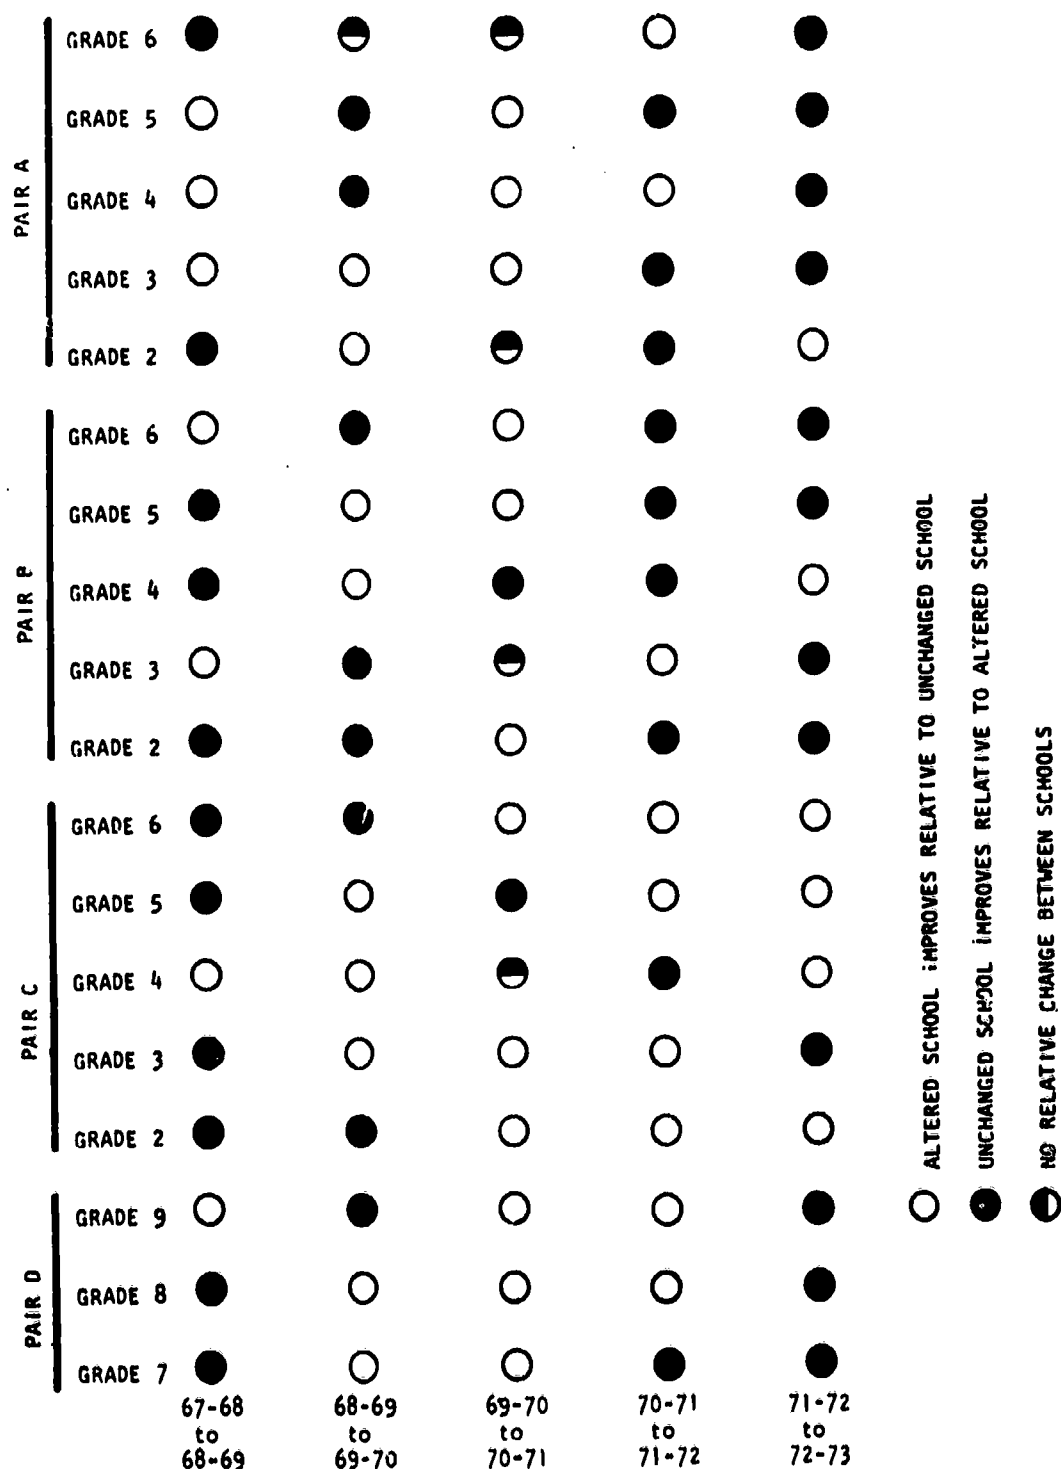 PAIR A
GRADE 6
GRADE 5
GRADE 4
GRADE 3
GRADE 2
PAIR B
GRADE 6
GRADE 5
GRADE 4
GRADE 3
GRADE 2
PAIR C
GRADE 6
GRADE 5
GRADE 4
GRADE 3
GRADE 2
PAIR D
GRADE 9
GRADE 8
GRADE 7
67-68
to
68-69
68-69
to
69-70
69-70
to
70-71
70-71
to
71-72
71-72
to
72-73
ALTERED SCHOOL IMPROVES RELATIVE TO UNCHANGED SCHOOL
UNCHANGED SCHOOL IMPROVES RELATIVE TO ALTERED SCHOOL
NO RELATIVE CHANGE BETWEEN SCHOOLS